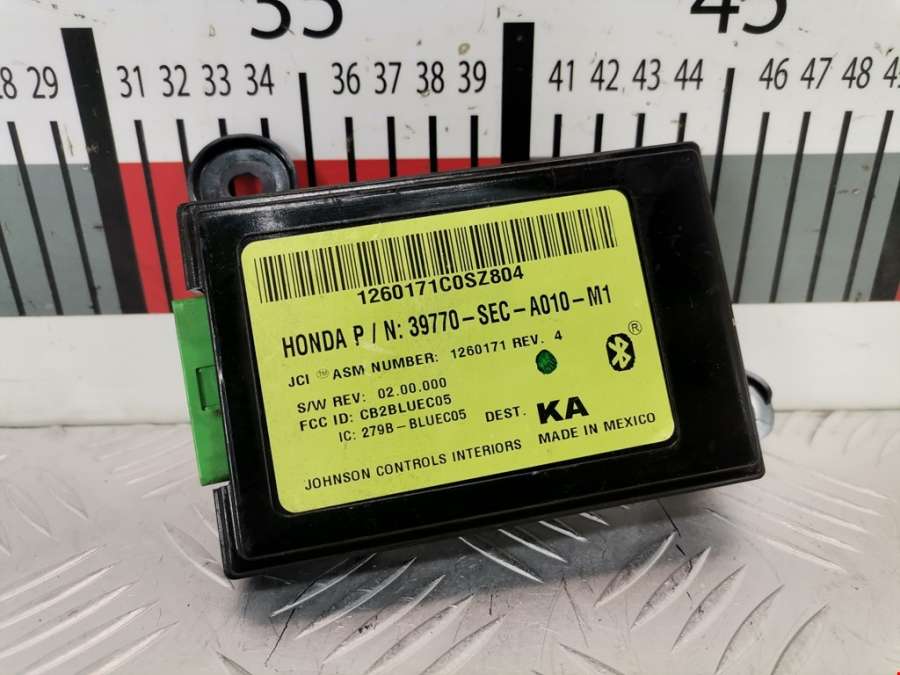 35 45
28 29 31 32 33 34 36 37 38 39 41 42 43 44 46 47 48
1260171C0SZ804
HONDA P / N: 39770-SEC-A010-M1
JCI ™ ASM NUMBER: 1260171 REV. 4
S/W REV: 02.00.000
FCC ID: CB2BLUEC05
IC: 279B-BLUEC05 DEST. KA
JOHNSON CONTROLS INTERIORS MADE IN MEXICO
®